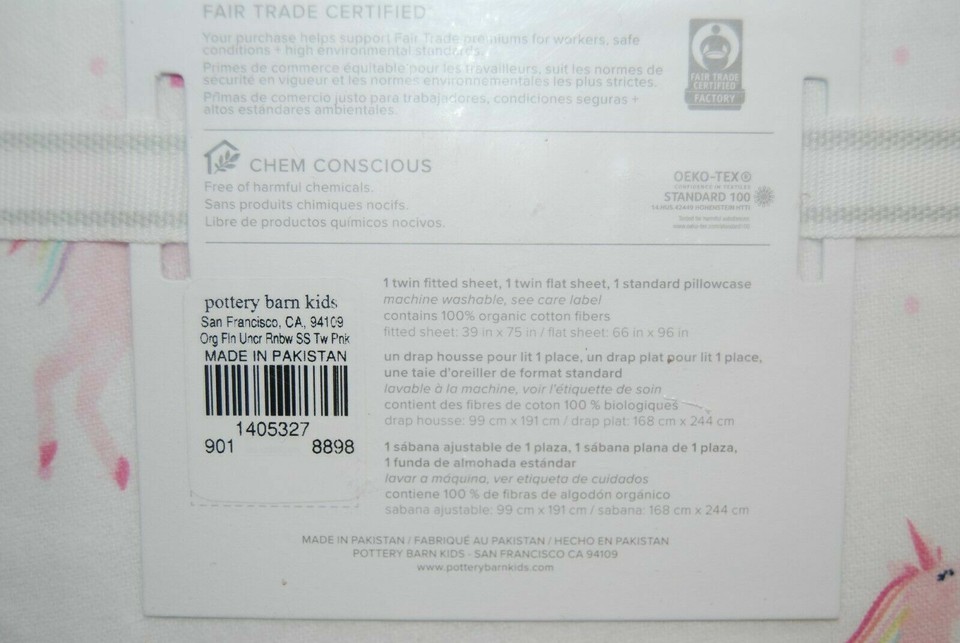 FAIR TRADE CERTIFIED
Your purchase helps support Fair Trade premiums for workers, safe
conditions + high environmental standards.
Primes de commerce équitable pour les travailleurs, suit les normes de
sécurité en vigueur et les normes environnementales les plus strictes.
Primas de comercio justo para trabajadores, condiciones seguras +
altos estándares ambientales.
FAIR TRADE
CERTIFIED
FACTORY
CHEM CONSCIOUS
Free of harmful chemicals.
Sans produits chimiques nocifs.
Libre de productos químicos nocivos.
OEKO-TEX®
CONFIDENCE IN TEXTILES
STANDARD 100
pottery barn kids
San Francisco, CA, 94109
Org Fln Uncr Rnbw SS Tw Pnk
MADE IN PAKISTAN
1405327
901 8898
1 twin fitted sheet, 1 twin flat sheet, 1 standard pillowcase
machine washable, see care label
contains 100% organic cotton fibers
fitted sheet: 39 in x 75 in / flat sheet: 66 in x 96 in
un drap housse pour lit 1 place, un drap plat pour lit 1 place,
une taie d'oreiller de format standard
lavable à la machine, voir l'étiquette de soin
contient des fibres de coton 100 % biologiques
drap housse: 99 cm x 191 cm / drap plat: 168 cm x 244 cm
1 sábana ajustable de 1 plaza, 1 sábana plana de 1 plaza,
1 funda de almohada estándar
lavar a máquina, ver etiqueta de cuidados
contiene 100 % de fibras de algodón orgánico
sabana ajustable: 99 cm x 191 cm / sabana: 168 cm x 244 cm
MADE IN PAKISTAN / FABRIQUÉ AU PAKISTAN / HECHO EN PAKISTAN
POTTERY BARN KIDS - SAN FRANCISCO CA 94109
www.potterybarnkids.com